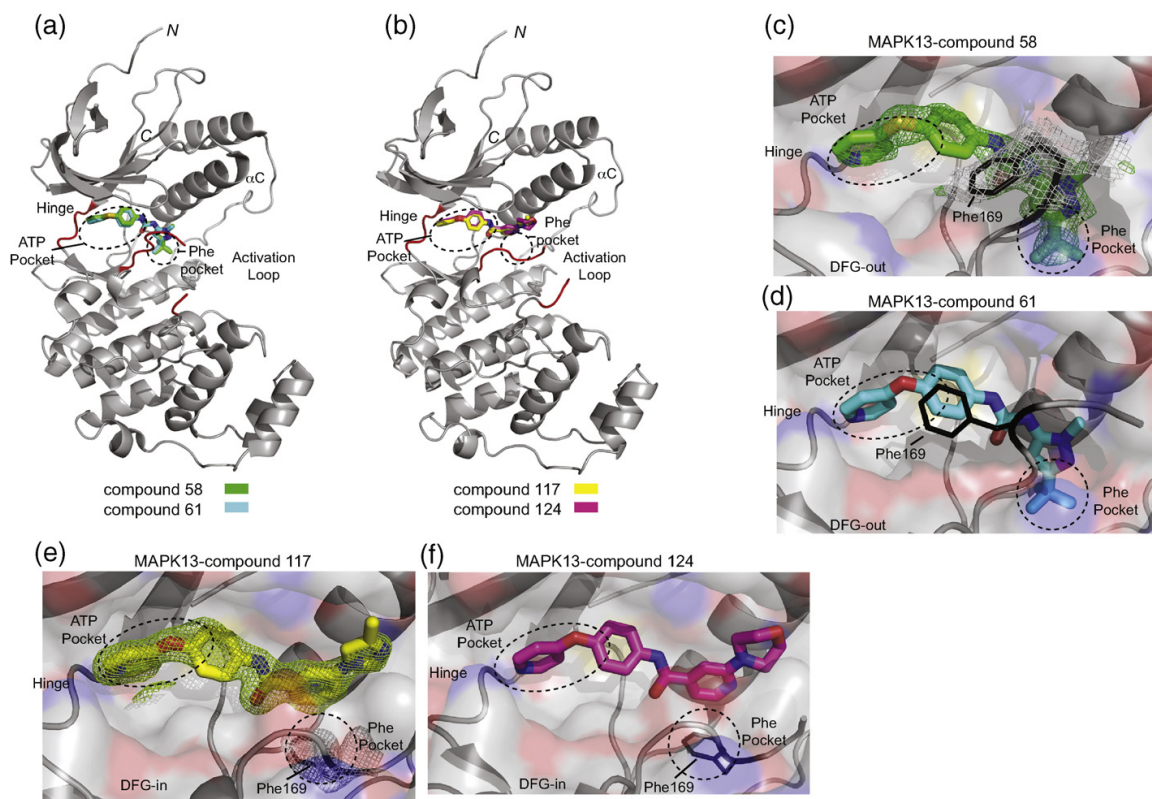 (a)
N
C
αC
Hinge
ATP
Pocket
Phe
pocket
Activation
Loop
compound 58
compound 61
(b)
N
C
αC
Hinge
ATP
Pocket
Phe
pocket
Activation
Loop
compound 117
compound 124
(c)
MAPK13-compound 58
ATP
Pocket
Hinge
Phe169
Phe
Pocket
DFG-out
(d)
MAPK13-compound 61
ATP
Pocket
Hinge
Phe169
Phe
Pocket
DFG-out
(e)
MAPK13-compound 117
ATP
Pocket
Hinge
Phe
Pocket
Phe169
DFG-in
(f)
MAPK13-compound 124
ATP
Pocket
Hinge
Phe
Pocket
Phe169
DFG-in